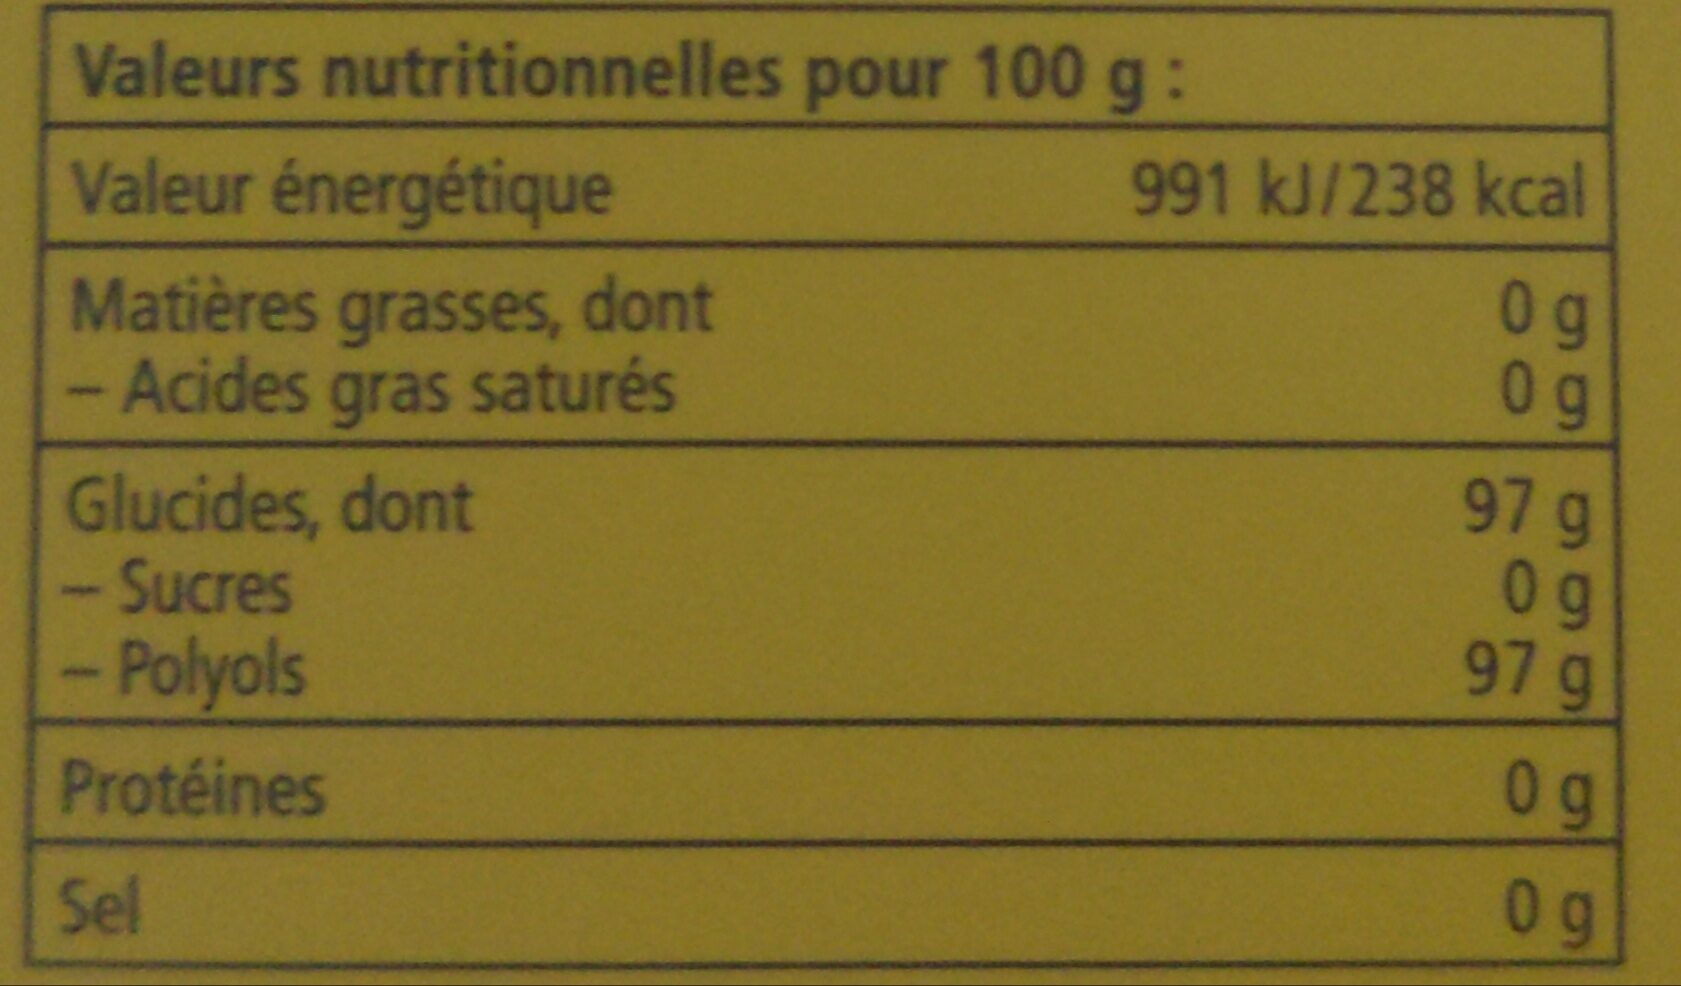 Valeurs nutritionnelles pour 100 g :
Valeur énergétique 991 kJ/238 kcal
Matières grasses, dont 0 g
– Acides gras saturés 0 g
Glucides, dont 97 g
– Sucres 0 g
– Polyols 97 g
Protéines 0 g
Sel 0 g